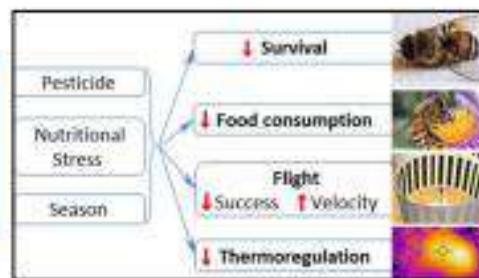 Pesticide
Nutritional
Stress
Season
↓ Survival
↓ Food consumption
Flight
↓Success ↑Velocity
↓ Thermoregulation